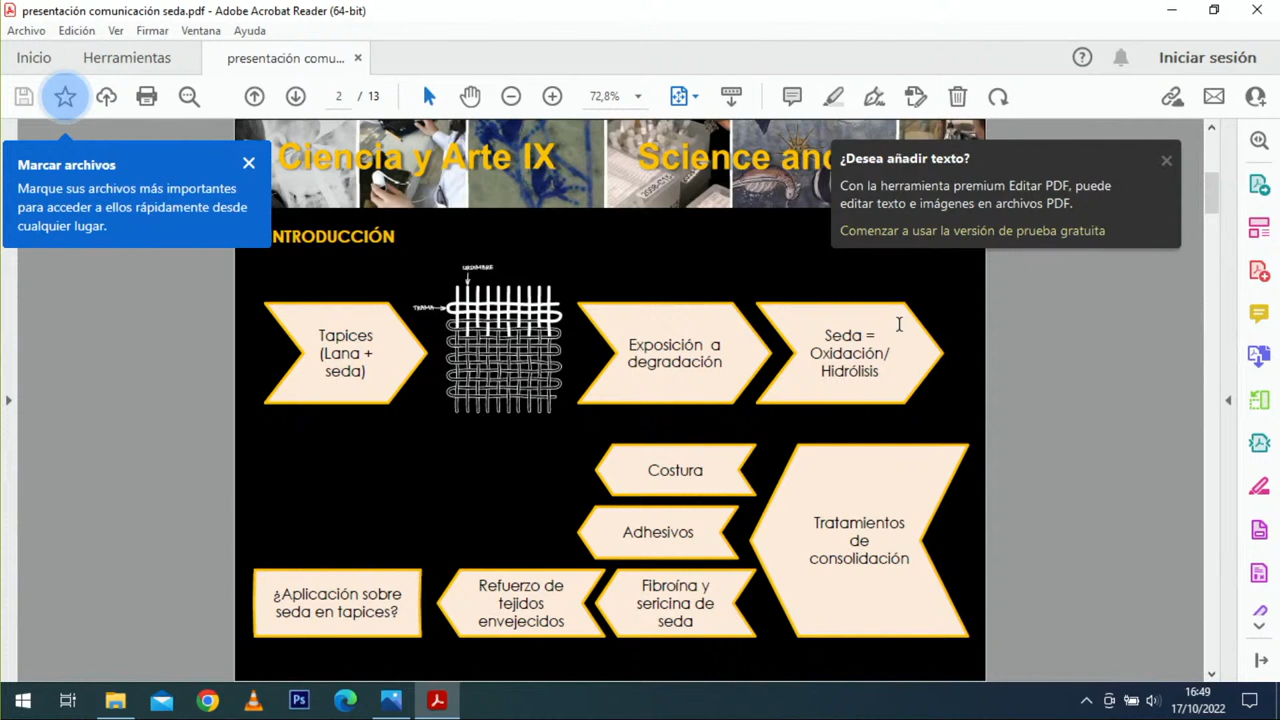 presentación comunicación seda.pdf - Adobe Acrobat Reader (64-bit)
Archivo Edición Ver Firmar Ventana Ayuda
Inicio Herramientas presentación comu... Iniciar sesión
2 / 13 72,8%
Ciencia y Arte IX Science an
Marcar archivos
Marque sus archivos más importantes
para acceder a ellos rápidamente desde
cualquier lugar.
¿Desea añadir texto?
Con la herramienta premium Editar PDF, puede
editar texto e imágenes en archivos PDF.
Comenzar a usar la versión de prueba gratuita
NTRODUCCIÓN
URDIMBRE
TRAMA
Tapices
(Lana +
seda)
Exposición a
degradación
Seda =
Oxidación/
Hidrólisis
Costura
Adhesivos
Tratamientos
de
consolidación
Fibroína y
sericina de
seda
Refuerzo de
tejidos
envejecidos
¿Aplicación sobre
seda en tapices?
Ps
16:49
17/10/2022